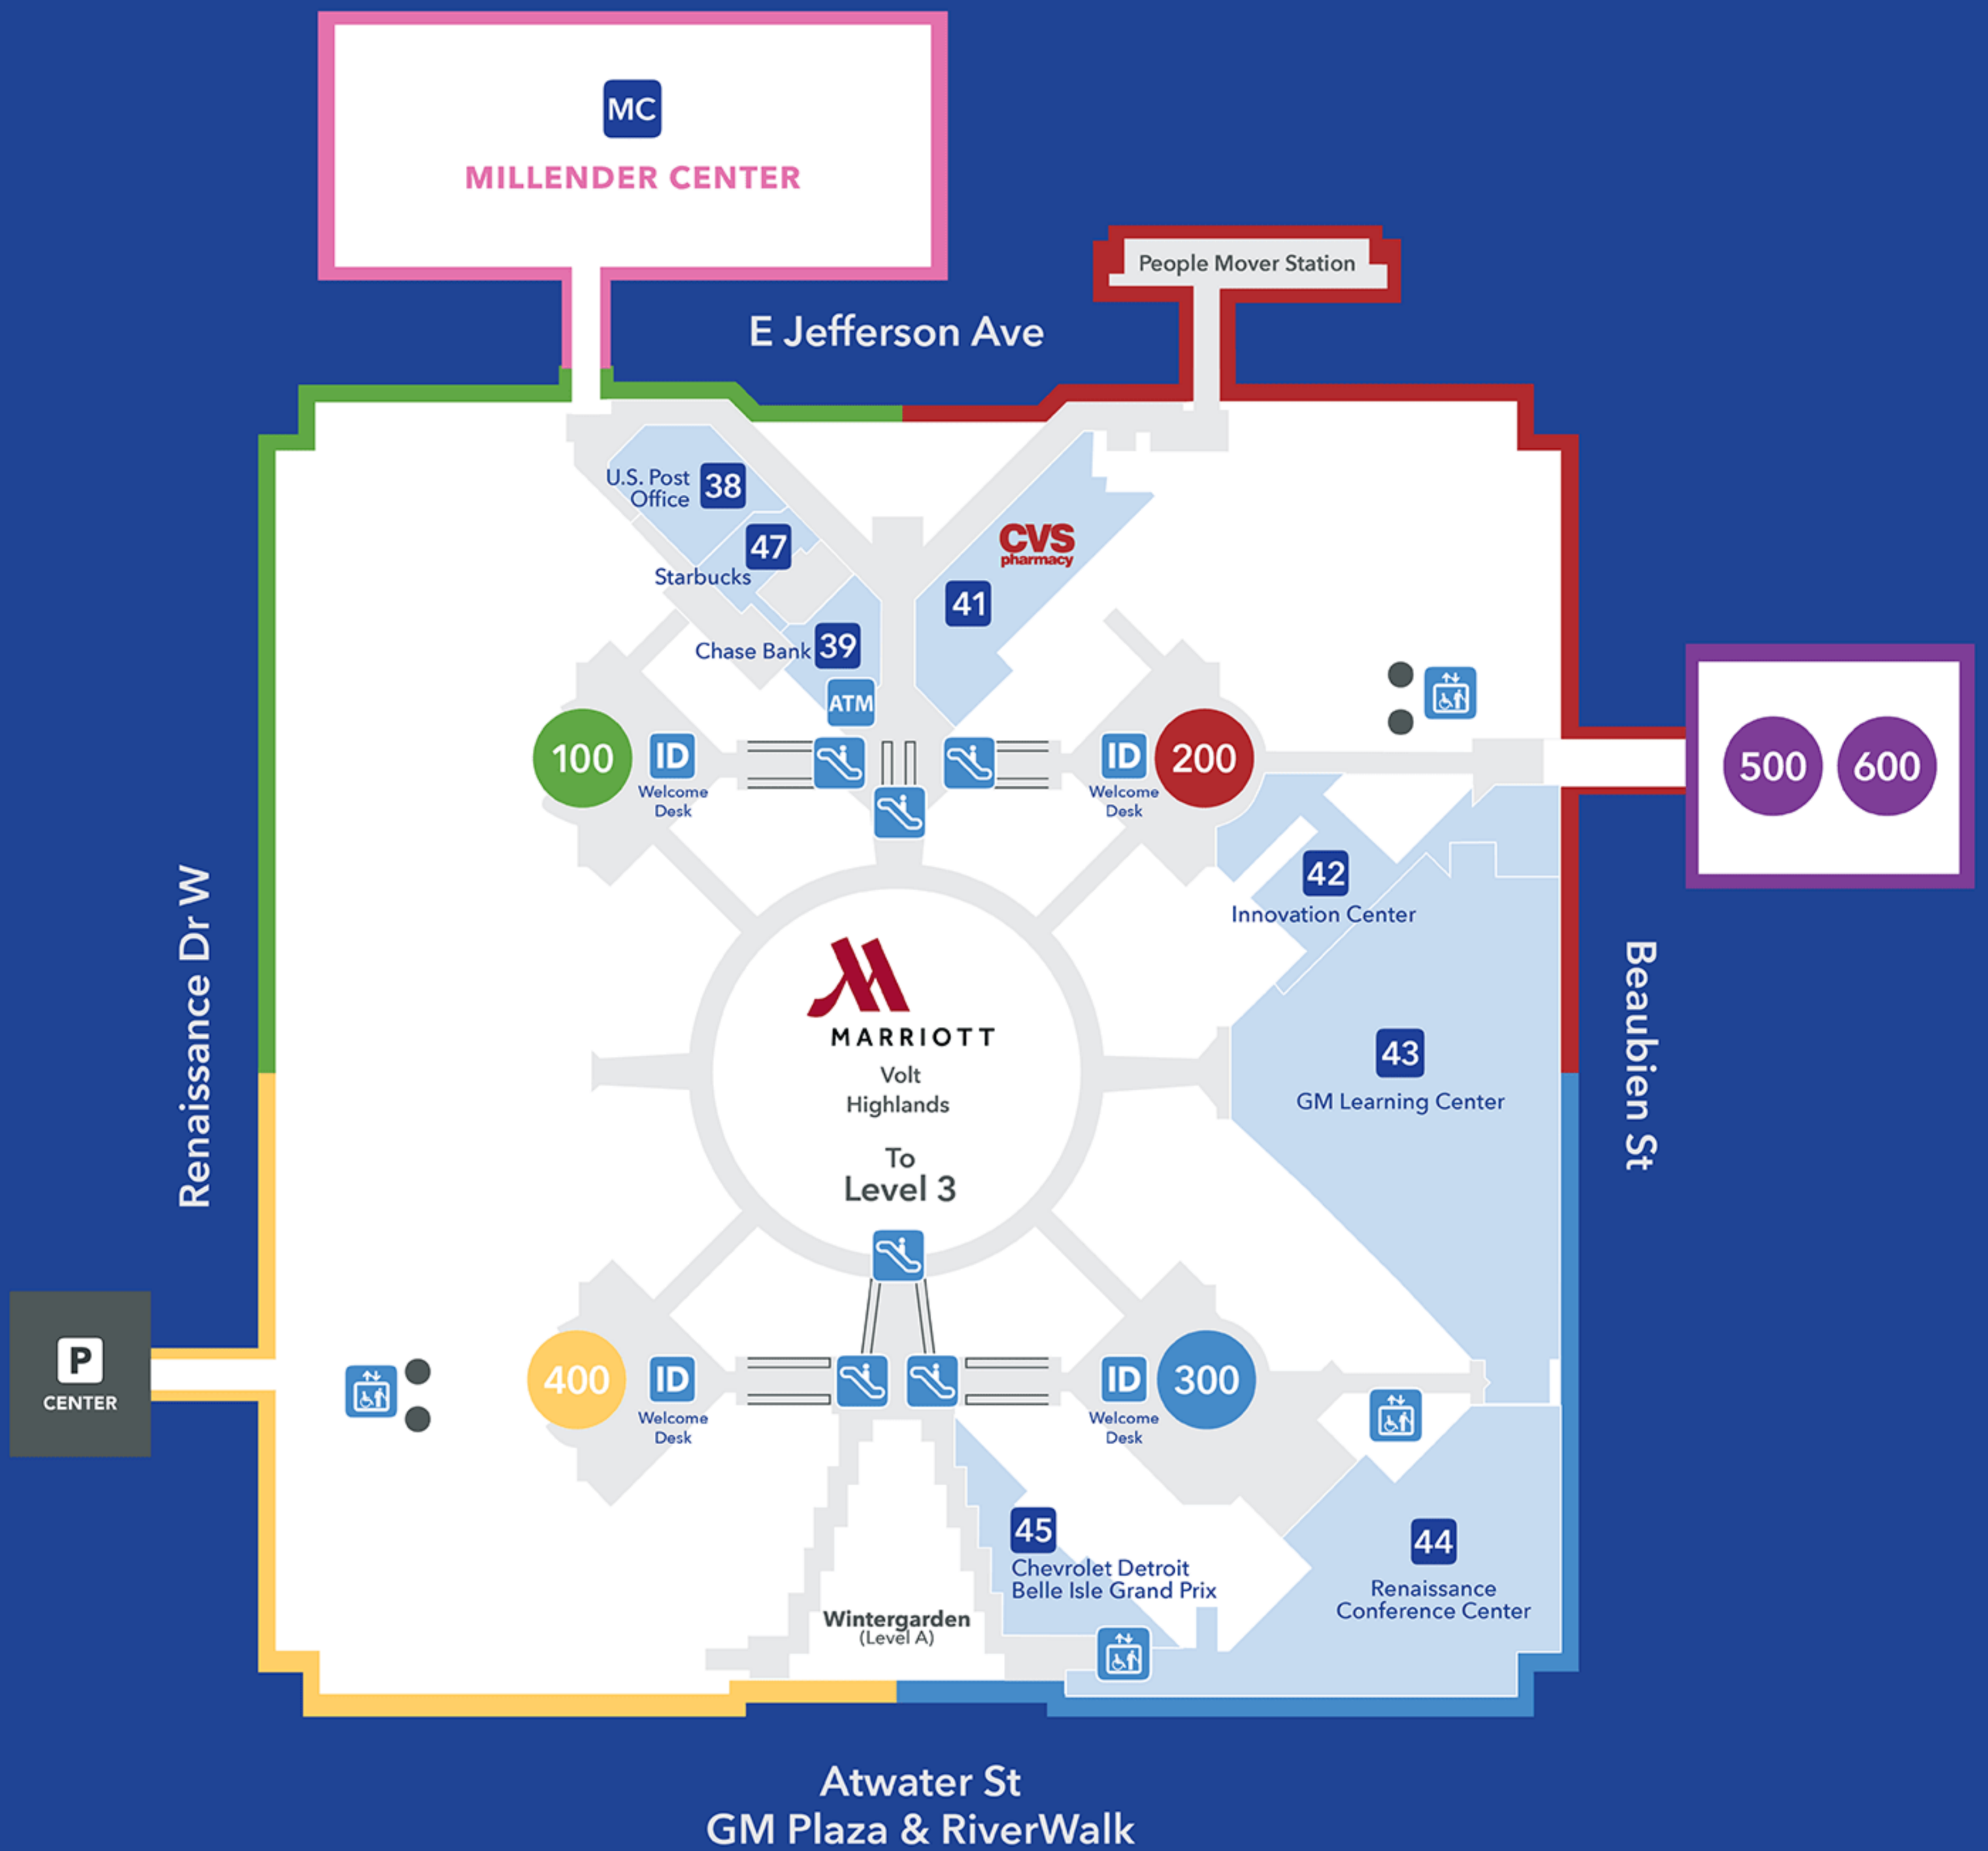 MC
MILLENDER CENTER
People Mover Station
E Jefferson Ave
U.S. Post
Office
38
47
Starbucks
CVS
pharmacy
41
Chase Bank
39
ATM
100
ID
Welcome
Desk
ID
Welcome
Desk
200
500
600
42
Innovation Center
Renaissance Dr W
Beaubien St
MARRIOTT
Volt
Highlands
To
Level 3
43
GM Learning Center
P
CENTER
400
ID
Welcome
Desk
ID
Welcome
Desk
300
45
Chevrolet Detroit
Belle Isle Grand Prix
44
Renaissance
Conference Center
Wintergarden
(Level A)
Atwater St
GM Plaza & RiverWalk